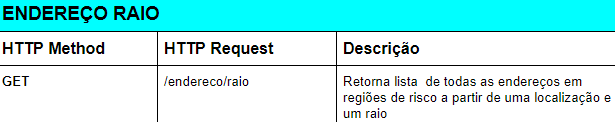 ENDEREÇO RAIO
HTTP Method HTTP Request Descrição
GET /endereco/raio Retorna lista de todas as endereços em
regiões de risco a partir de uma localização e
um raio